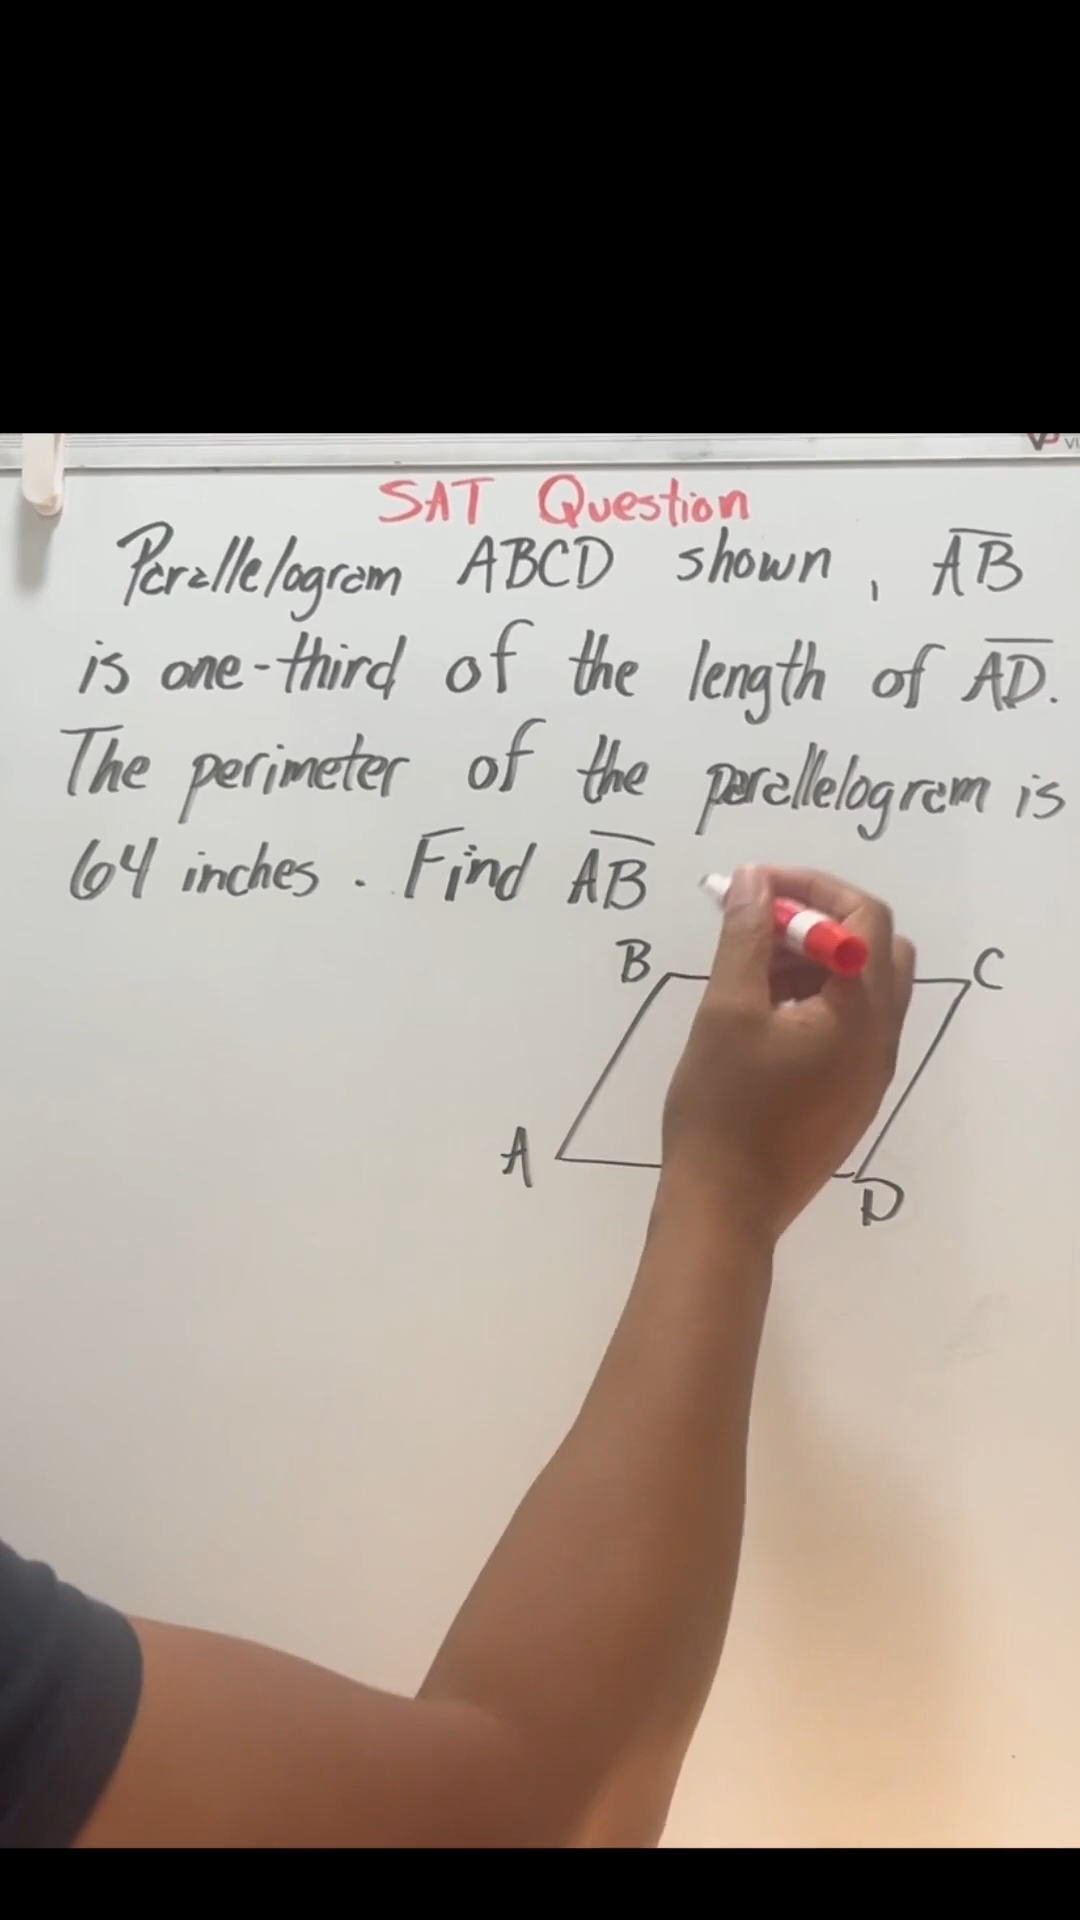 SAT Question
Parallelogram ABCD shown, AB
is one-third of the length of AD.
The perimeter of the parallelogram is
64 inches. Find AB
B
C
A
D